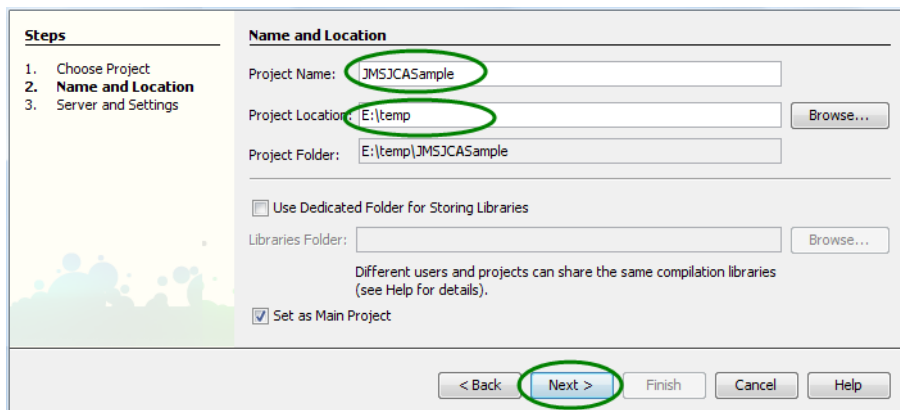 Steps
1. Choose Project
2. Name and Location
3. Server and Settings
Name and Location
Project Name: JMSJCASample
Project Location: E:\temp Browse...
Project Folder: E:\temp\JMSJCASample
Use Dedicated Folder for Storing Libraries
Libraries Folder: Browse...
Different users and projects can share the same compilation libraries
(see Help for details).
Set as Main Project
< Back Next > Finish Cancel Help